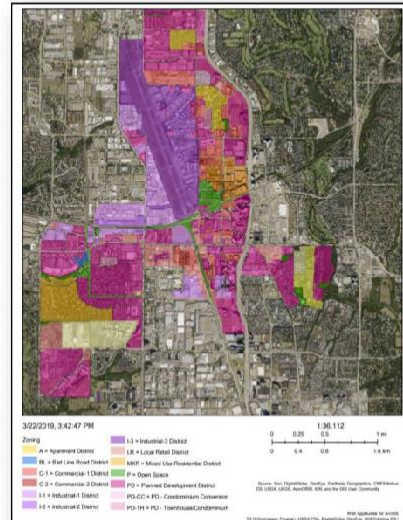 3/22/2019, 3:42:47 PM
Zoning
A = Apartment District
BL = Belt Line Road District
C-1 = Commercial-1 District
C-2 = Commercial-2 District
I-1 = Industrial-1 District
I-2 = Industrial-2 District
I-3 = Industrial-3 District
LR = Local Retail District
MXR = Mixed Use Residential District
P = Open Space
PD = Planned Development District
PD-CC = PD - Condominium Conversion
PD-TH = PD - Townhouse/Condominium
1:36,112
0 0.25 0.5 1 mi
0 0.4 0.8 1.6 km